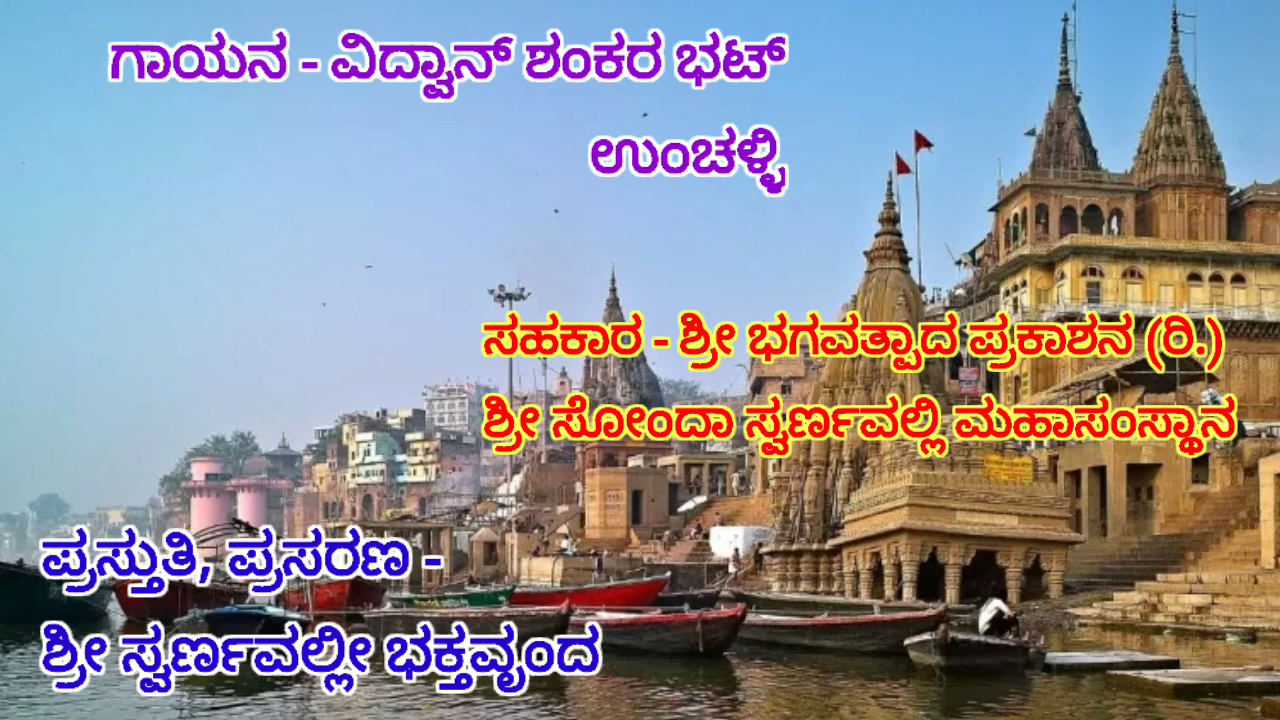 ಗಾಯನ - ವಿದ್ವಾನ್ ಶಂಕರ ಭಟ್
ಉಂಚಳ್ಳಿ
ಸಹಕಾರ - ಶ್ರೀ ಭಗವತ್ಪಾದ ಪ್ರಕಾಶನ (ರಿ.)
ಶ್ರೀ ಸೋಂದಾ ಸ್ವರ್ಣವಲ್ಲಿ ಮಹಾಸಂಸ್ಥಾನ
ಪ್ರಸ್ತುತಿ, ಪ್ರಸರಣ -
ಶ್ರೀ ಸ್ವರ್ಣವಲ್ಲೀ ಭಕ್ತವೃಂದ